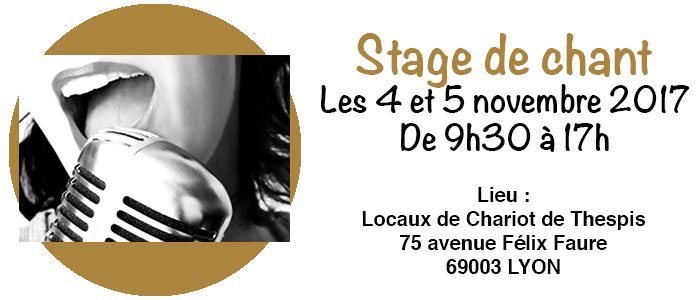 Stage de chant
Les 4 et 5 novembre 2017
De 9h30 à 17h
Lieu :
Locaux de Chariot de Thespis
75 avenue Félix Faure
69003 LYON